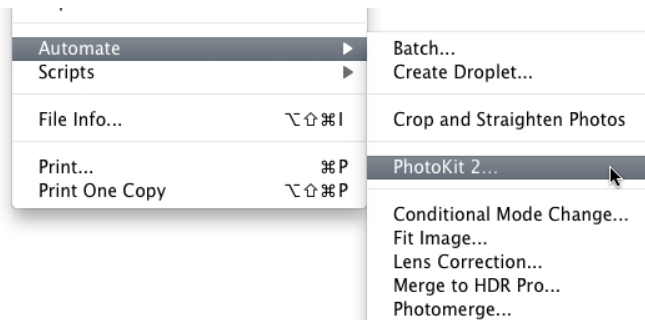 Automate
Scripts
File Info... ⌥⇧⌘I
Print... ⌘P
Print One Copy ⌥⇧⌘P
Batch...
Create Droplet...
Crop and Straighten Photos
PhotoKit 2...
Conditional Mode Change...
Fit Image...
Lens Correction...
Merge to HDR Pro...
Photomerge...